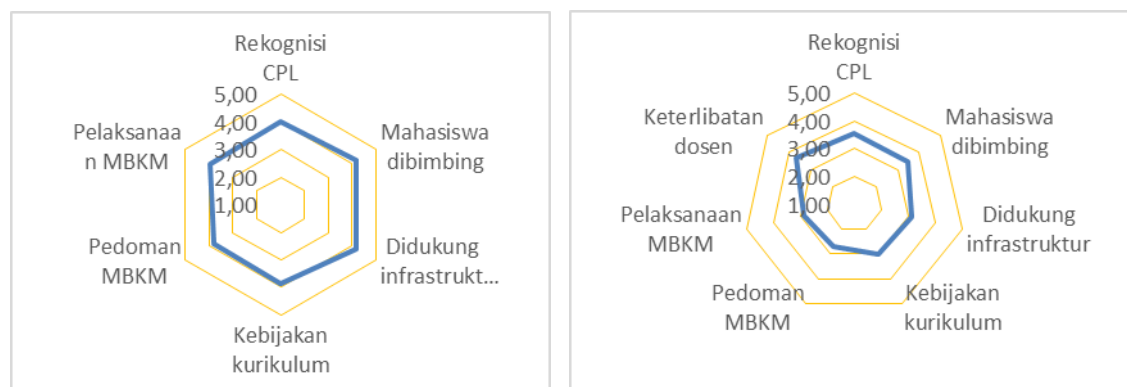 Rekognisi
CPL
5,00
4,00
3,00
2,00
1,00
Mahasiswa
dibimbing
Didukung
infrastrukt...
Kebijakan
kurikulum
Pedoman
MBKM
Pelaksanaa
n MBKM
Rekognisi
CPL
5,00
4,00
3,00
2,00
1,00
Mahasiswa
dibimbing
Didukung
infrastruktur
Kebijakan
kurikulum
Pedoman
MBKM
Pelaksanaan
MBKM
Keterlibatan
dosen